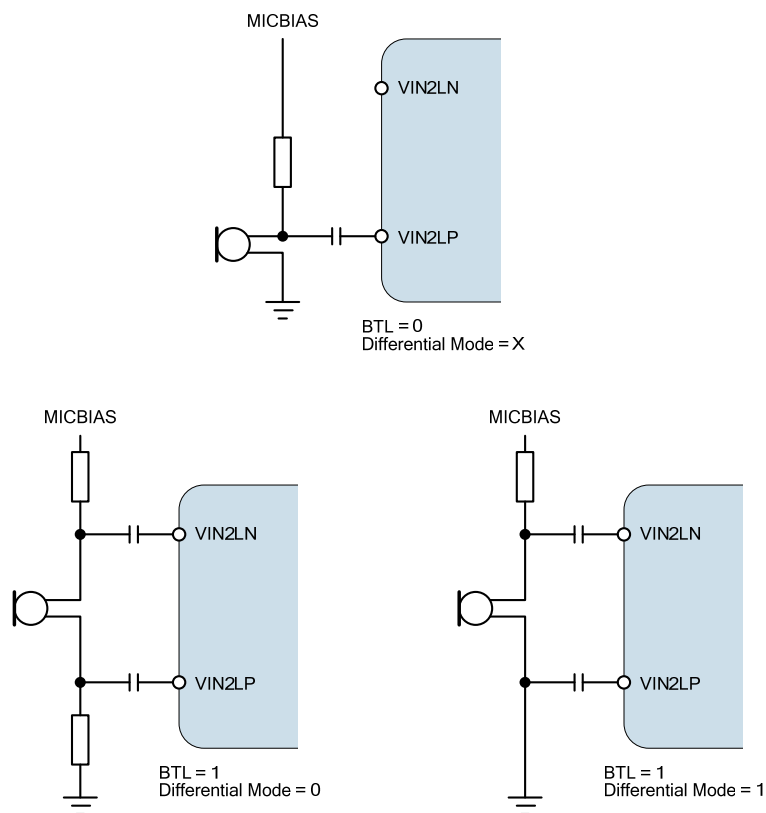 MICBIAS
VIN2LN
VIN2LP
BTL = 0
Differential Mode = X
MICBIAS
VIN2LN
VIN2LP
BTL = 1
Differential Mode = 0
MICBIAS
VIN2LN
VIN2LP
BTL = 1
Differential Mode = 1